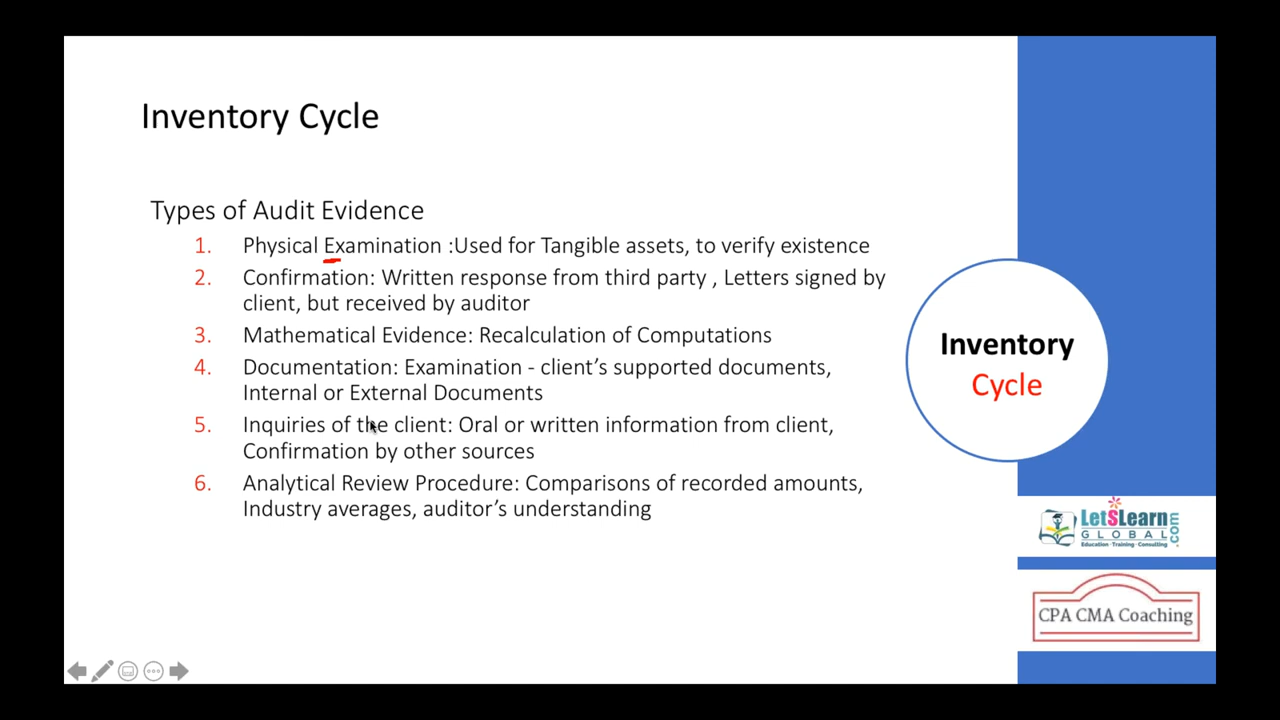 Inventory Cycle
Types of Audit Evidence
1. Physical Examination :Used for Tangible assets, to verify existence
2. Confirmation: Written response from third party , Letters signed by
client, but received by auditor
3. Mathematical Evidence: Recalculation of Computations
4. Documentation: Examination - client’s supported documents,
Internal or External Documents
5. Inquiries of the client: Oral or written information from client,
Confirmation by other sources
6. Analytical Review Procedure: Comparisons of recorded amounts,
Industry averages, auditor’s understanding
Inventory
Cycle
LetSLearn
GLOBAL.com
Education·Training·Consulting
CPA CMA Coaching